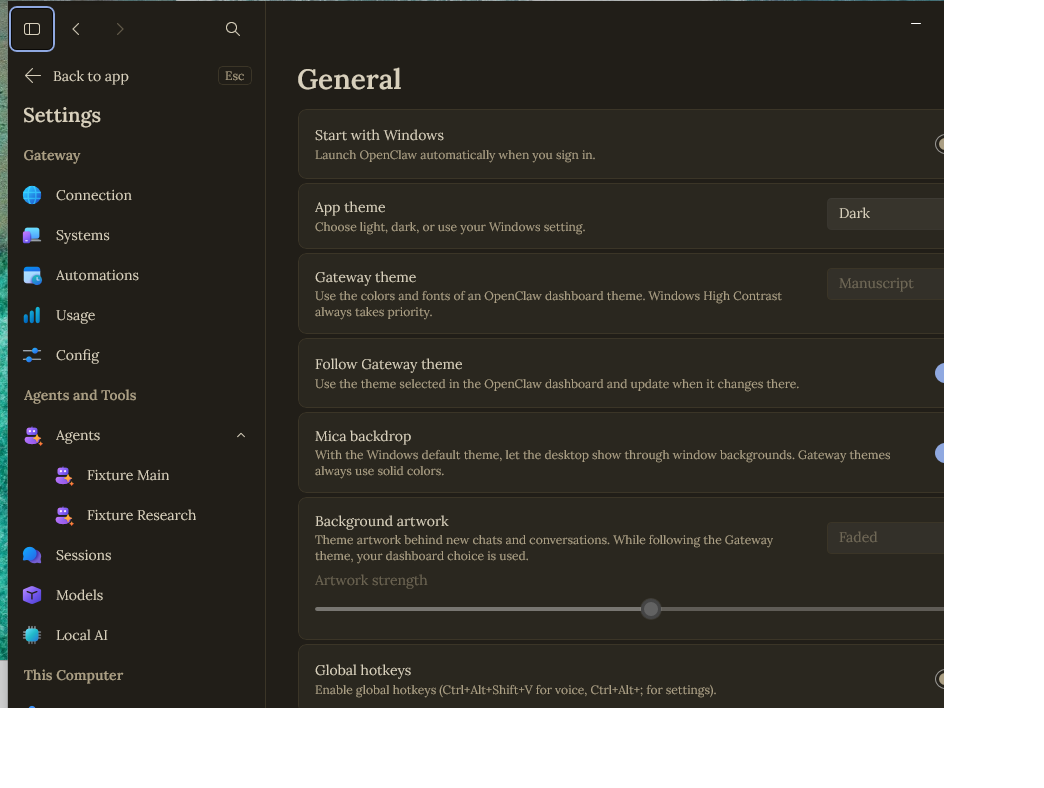 Back to app
Esc
Settings
Gateway
Connection
Systems
Automations
Usage
Config
Agents and Tools
Agents
Fixture Main
Fixture Research
Sessions
Models
Local AI
This Computer
General
Start with Windows
Launch OpenClaw automatically when you sign in.
App theme
Choose light, dark, or use your Windows setting.
Dark
Gateway theme
Use the colors and fonts of an OpenClaw dashboard theme. Windows High Contrast
always takes priority.
Manuscript
Follow Gateway theme
Use the theme selected in the OpenClaw dashboard and update when it changes there.
Mica backdrop
With the Windows default theme, let the desktop show through window backgrounds. Gateway themes
always use solid colors.
Background artwork
Theme artwork behind new chats and conversations. While following the Gateway
theme, your dashboard choice is used.
Faded
Artwork strength
Global hotkeys
Enable global hotkeys (Ctrl+Alt+Shift+V for voice, Ctrl+Alt+; for settings).